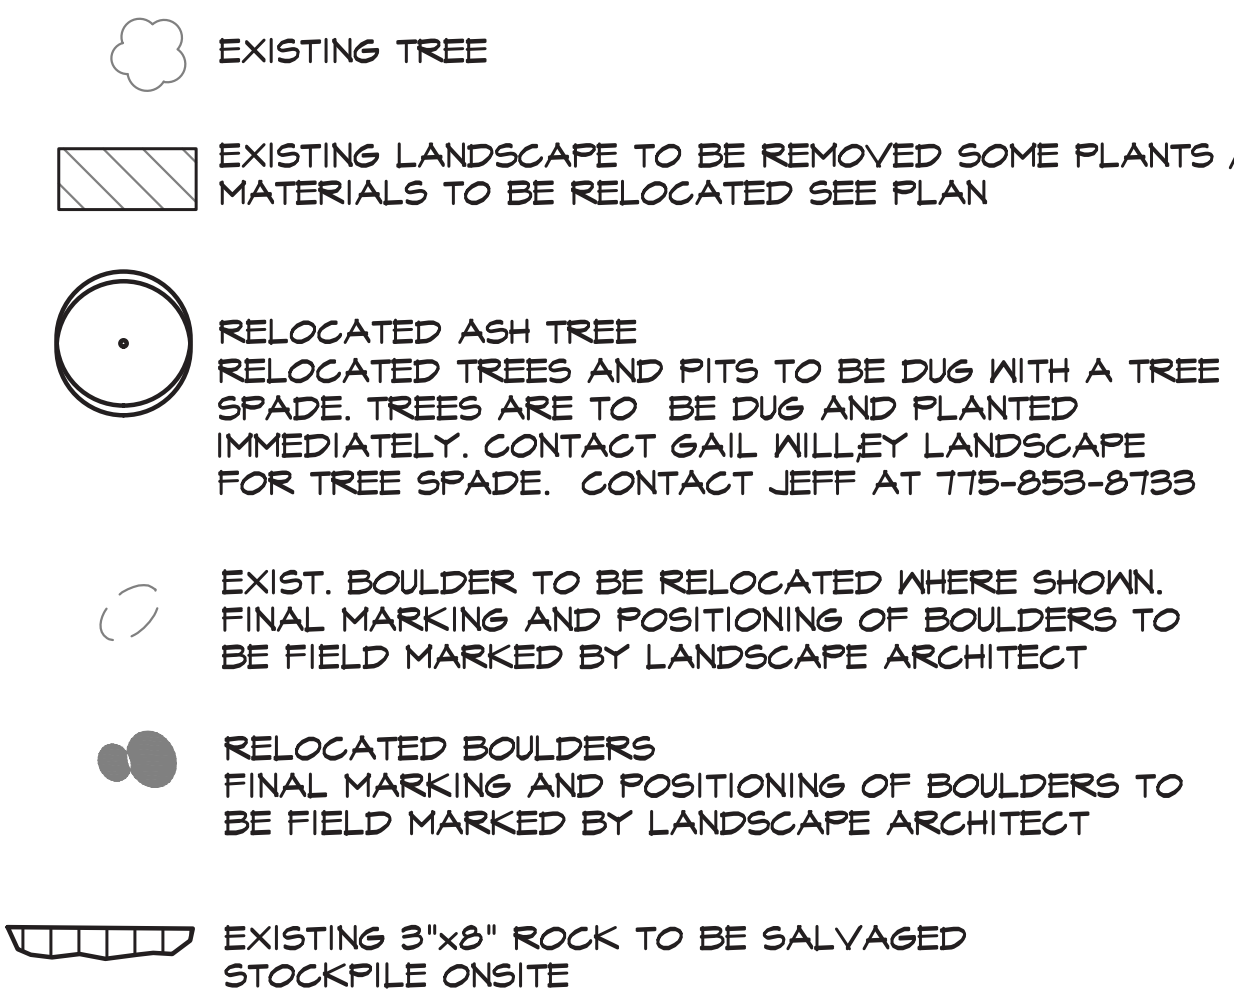 EXISTING TREE
EXISTING LANDSCAPE TO BE REMOVED SOME PLANTS /
MATERIALS TO BE RELOCATED SEE PLAN
RELOCATED ASH TREE
RELOCATED TREES AND PITS TO BE DUG WITH A TREE
SPADE. TREES ARE TO BE DUG AND PLANTED
IMMEDIATELY. CONTACT GAIL WILL;EY LANDSCAPE
FOR TREE SPADE. CONTACT JEFF AT 775-853-8733
EXIST. BOULDER TO BE RELOCATED WHERE SHOWN.
FINAL MARKING AND POSITIONING OF BOULDERS TO
BE FIELD MARKED BY LANDSCAPE ARCHITECT
RELOCATED BOULDERS
FINAL MARKING AND POSITIONING OF BOULDERS TO
BE FIELD MARKED BY LANDSCAPE ARCHITECT
EXISTING 3"x8" ROCK TO BE SALVAGED
STOCKPILE ONSITE